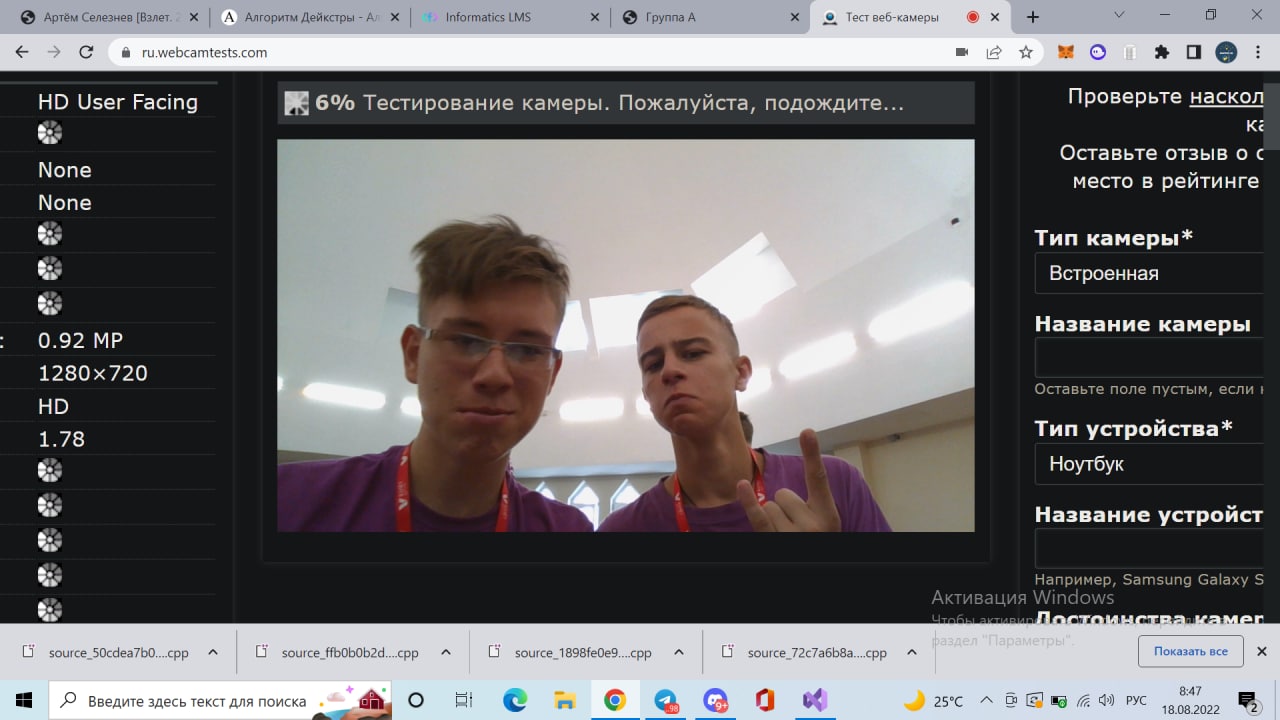 Артём Селезнев [Взлет. 2
Алгоритм Дейкстры - Ал
Informatics LMS
Группа А
Тест веб-камеры
ru.webcamtests.com
HD User Facing
None
None
0.92 MP
1280×720
HD
1.78
6% Тестирование камеры. Пожалуйста, подождите...
Проверьте наскол
ка
Оставьте отзыв о с
место в рейтинге
Тип камеры*
Встроенная
Название камеры
Оставьте поле пустым, если н
Тип устройства*
Ноутбук
Название устройст
Например, Samsung Galaxy S
Достоинства камер
Активация Windows
Чтобы активиро
раздел "Параметры".
source_50cdea7b0....cpp
source_ffb0b0b2d....cpp
source_1898fe0e9....cpp
source_72c7a6b8a....cpp
Показать все
Введите здесь текст для поиска
..98
9+
25°C
РУС
8:47
18.08.2022
2